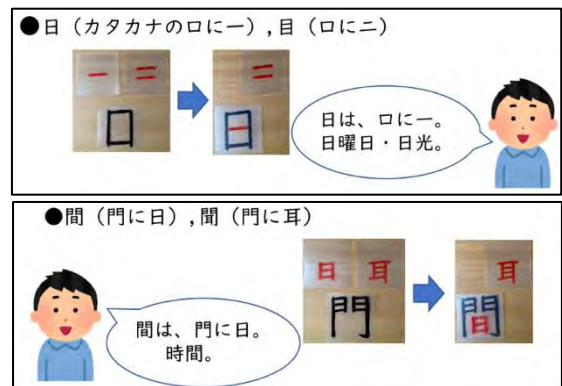 ●日（カタカナのロに一）,目（ロに二）
一 二
口
二
日
日は、ロに一。
日曜日・日光。
●間（門に日）,聞（門に耳）
日 耳
門
耳
間
間は、門に日。
時間。